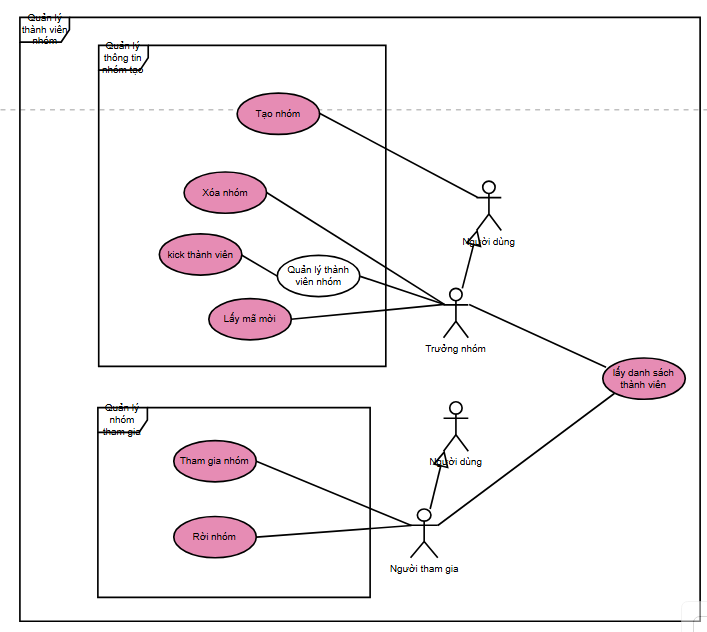 Quản lý
thành viên
nhóm
Quản lý
thông tin
nhóm tạo
Tạo nhóm
Xóa nhóm
kick thành viên
Quản lý thành
viên nhóm
Lấy mã mời
Người dùng
Trưởng nhóm
lấy danh sách
thành viên
Quản lý
nhóm
tham gia
Tham gia nhóm
Rời nhóm
Người dùng
Người tham gia